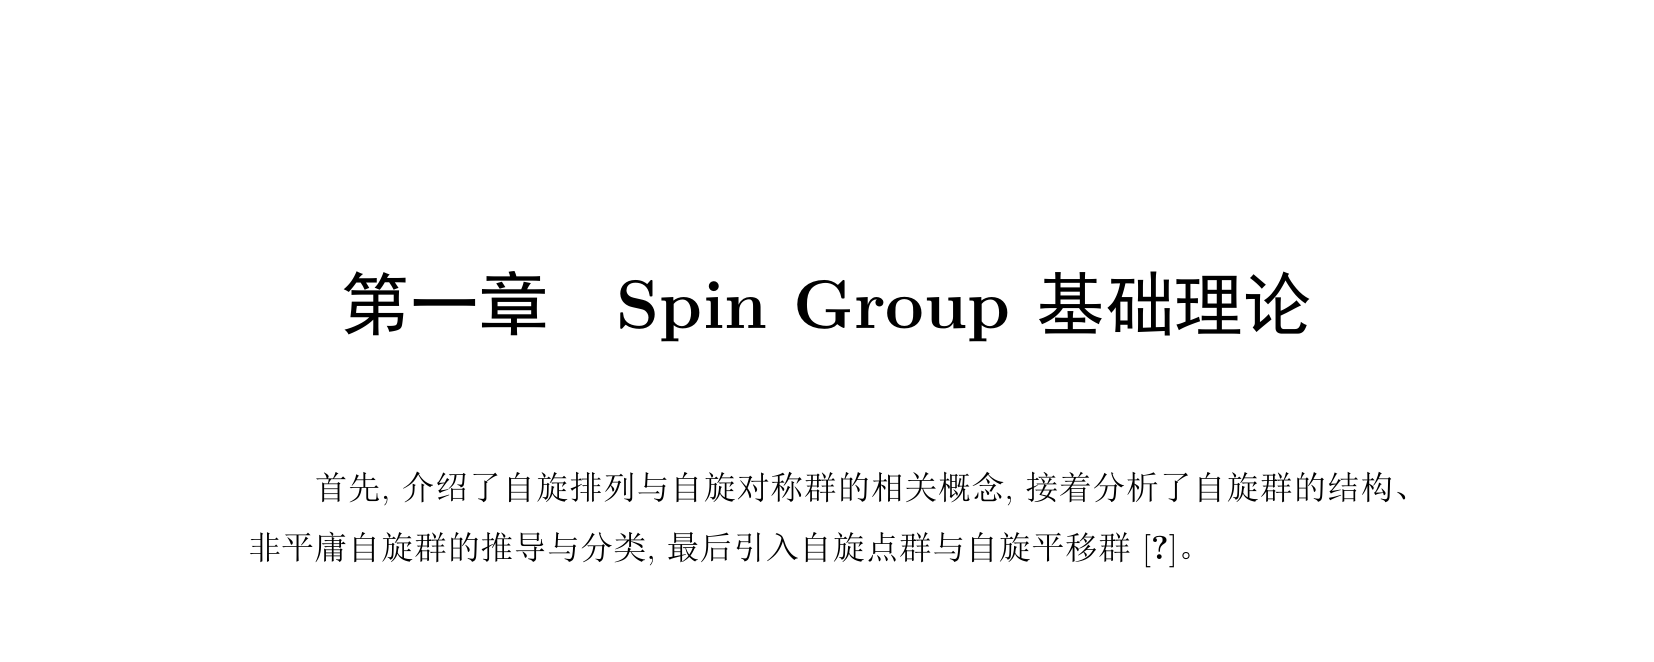 第一章 Spin Group 基础理论
首先, 介绍了自旋排列与自旋对称群的相关概念, 接着分析了自旋群的结构、
非平庸自旋群的推导与分类, 最后引入自旋点群与自旋平移群 [?]。